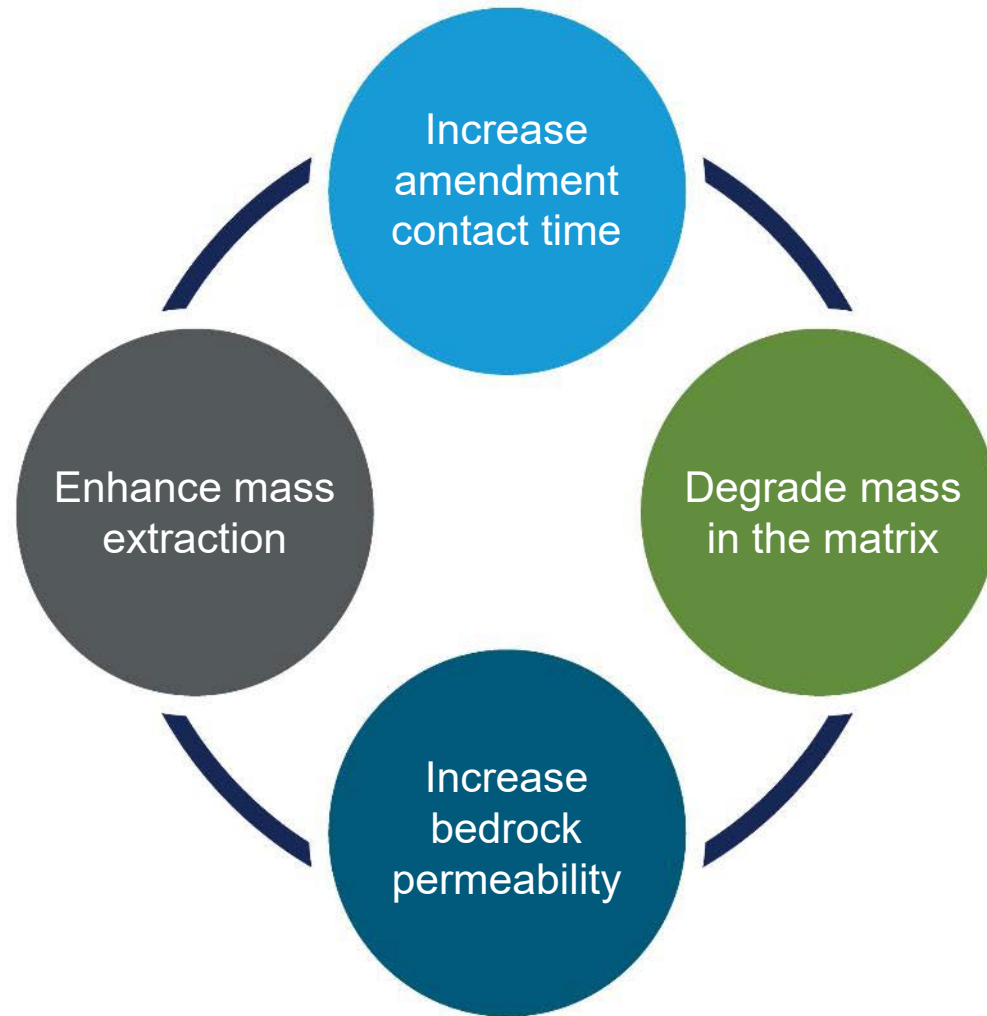 Increase
amendment
contact time
Enhance mass
extraction
Degrade mass
in the matrix
Increase
bedrock
permeability